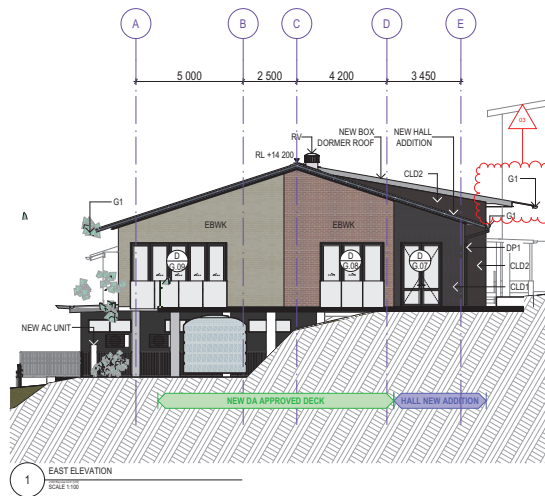 A B C D E
5 000 2 500 4 200 3 450
03
RV
NEW BOX
DORMER ROOF
NEW HALL
ADDITION
RL +14 200
CLD2
G1
G1
G1
EBWK
EBWK
DP1
D
G.09
D
G.08
D
G.07
CLD2
CLD1
NEW AC UNIT
NEW DA APPROVED DECK
HALL NEW ADDITION
1
EAST ELEVATION
SCALE 1:100